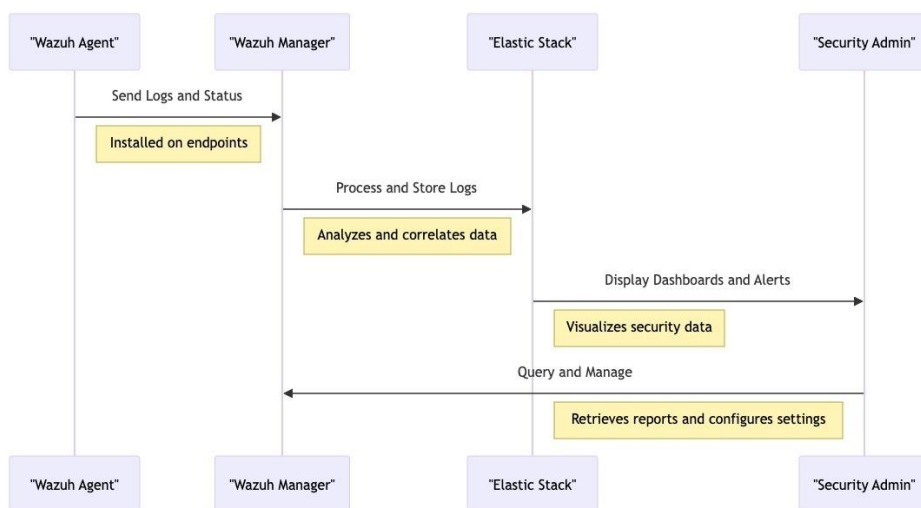 "Wazuh Agent"
"Wazuh Manager"
"Elastic Stack"
"Security Admin"
Send Logs and Status
Installed on endpoints
Process and Store Logs
Analyzes and correlates data
Display Dashboards and Alerts
Visualizes security data
Query and Manage
Retrieves reports and configures settings
"Wazuh Agent"
"Wazuh Manager"
"Elastic Stack"
"Security Admin"